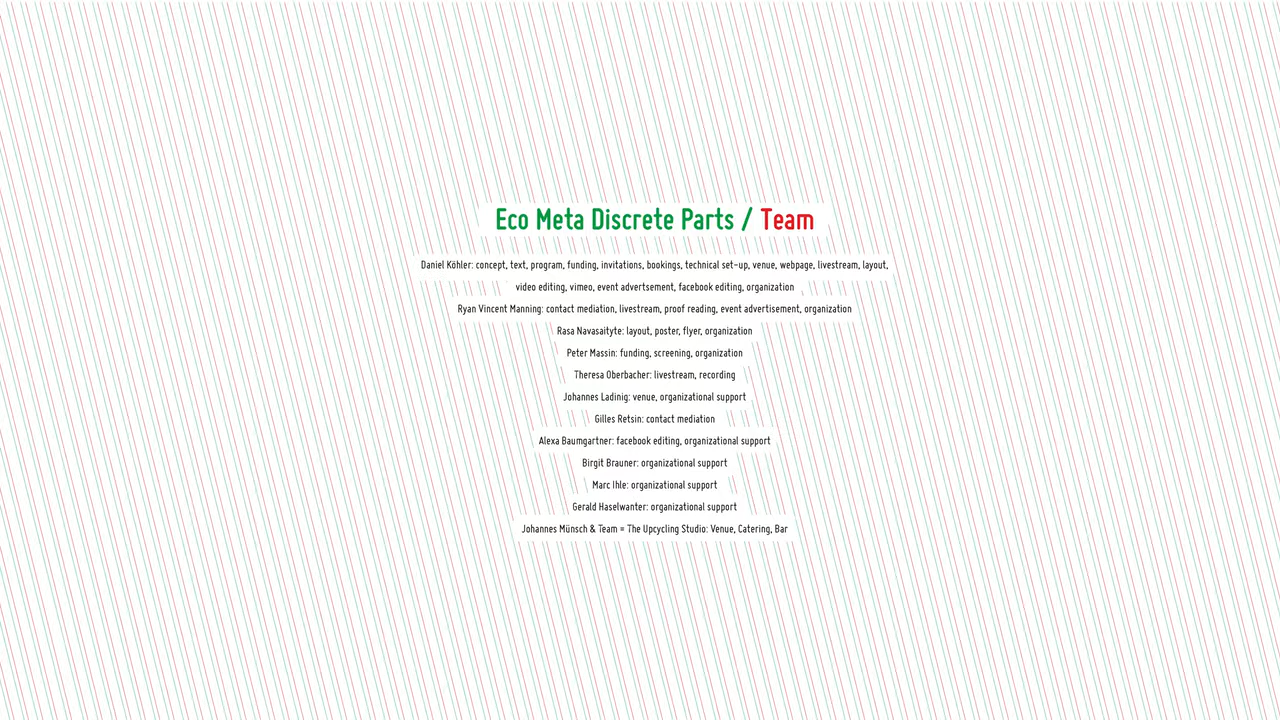 Eco Meta Discrete Parts / Team
Daniel Köhler: concept, text, program, funding, invitations, bookings, technical set-up, venue, webpage, livestream, layout,
video editing, vimeo, event advertsement, facebook editing, organization
Ryan Vincent Manning: contact mediation, livestream, proof reading, event advertisement, organization
Rasa Navasaityte: layout, poster, flyer, organization
Peter Massin: funding, screening, organization
Theresa Oberbacher: livestream, recording
Johannes Ladinig: venue, organizational support
Gilles Retsin: contact mediation
Alexa Baumgartner: facebook editing, organizational support
Birgit Brauner: organizational support
Marc Ihle: organizational support
Gerald Haselwanter: organizational support
Johannes Münsch & Team = The Upcycling Studio: Venue, Catering, Bar